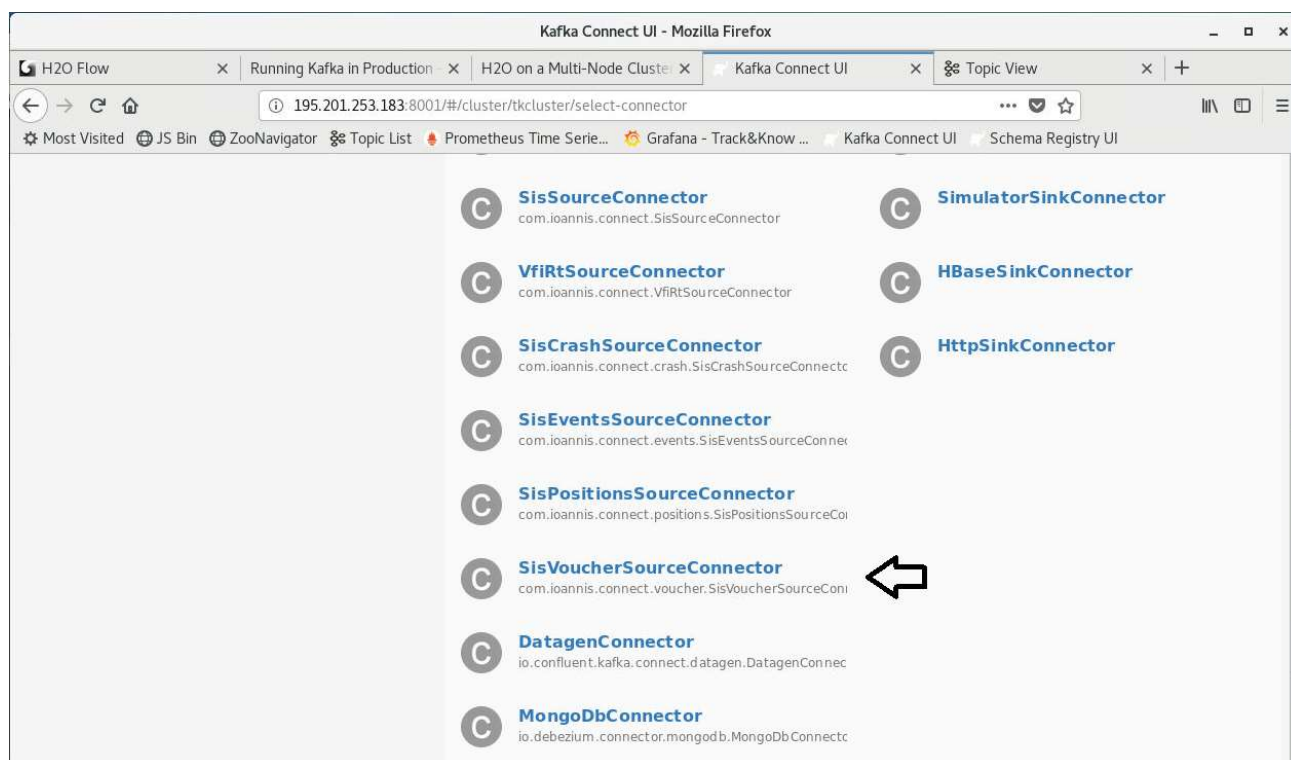 Kafka Connect UI - Mozilla Firefox
H2O Flow
Running Kafka in Production -
H2O on a Multi-Node Cluster
Kafka Connect UI
Topic View
195.201.253.183:8001/#/cluster/tkcluster/select-connector
Most Visited
JS Bin
ZooNavigator
Topic List
Prometheus Time Serie...
Grafana - Track&Know ...
Kafka Connect UI
Schema Registry UI
C
SisSourceConnector
com.ioannis.connect.SisSourceConnector
C
VfiRtSourceConnector
com.ioannis.connect.VfiRtSourceConnector
C
SisCrashSourceConnector
com.ioannis.connect.crash.SisCrashSourceConnectc
C
SisEventsSourceConnector
com.ioannis.connect.events.SisEventsSourceConnec
C
SisPositionsSourceConnector
com.ioannis.connect.positions.SisPositionsSourceCo
C
SisVoucherSourceConnector
com.ioannis.connect.voucher.SisVoucherSourceConn
C
DatagenConnector
io.confluent.kafka.connect.datagen.DatagenConnec
C
MongoDbConnector
io.debezium.connector.mongodb.MongoDbConnectc
C
SimulatorSinkConnector
C
HBaseSinkConnector
C
HttpSinkConnector